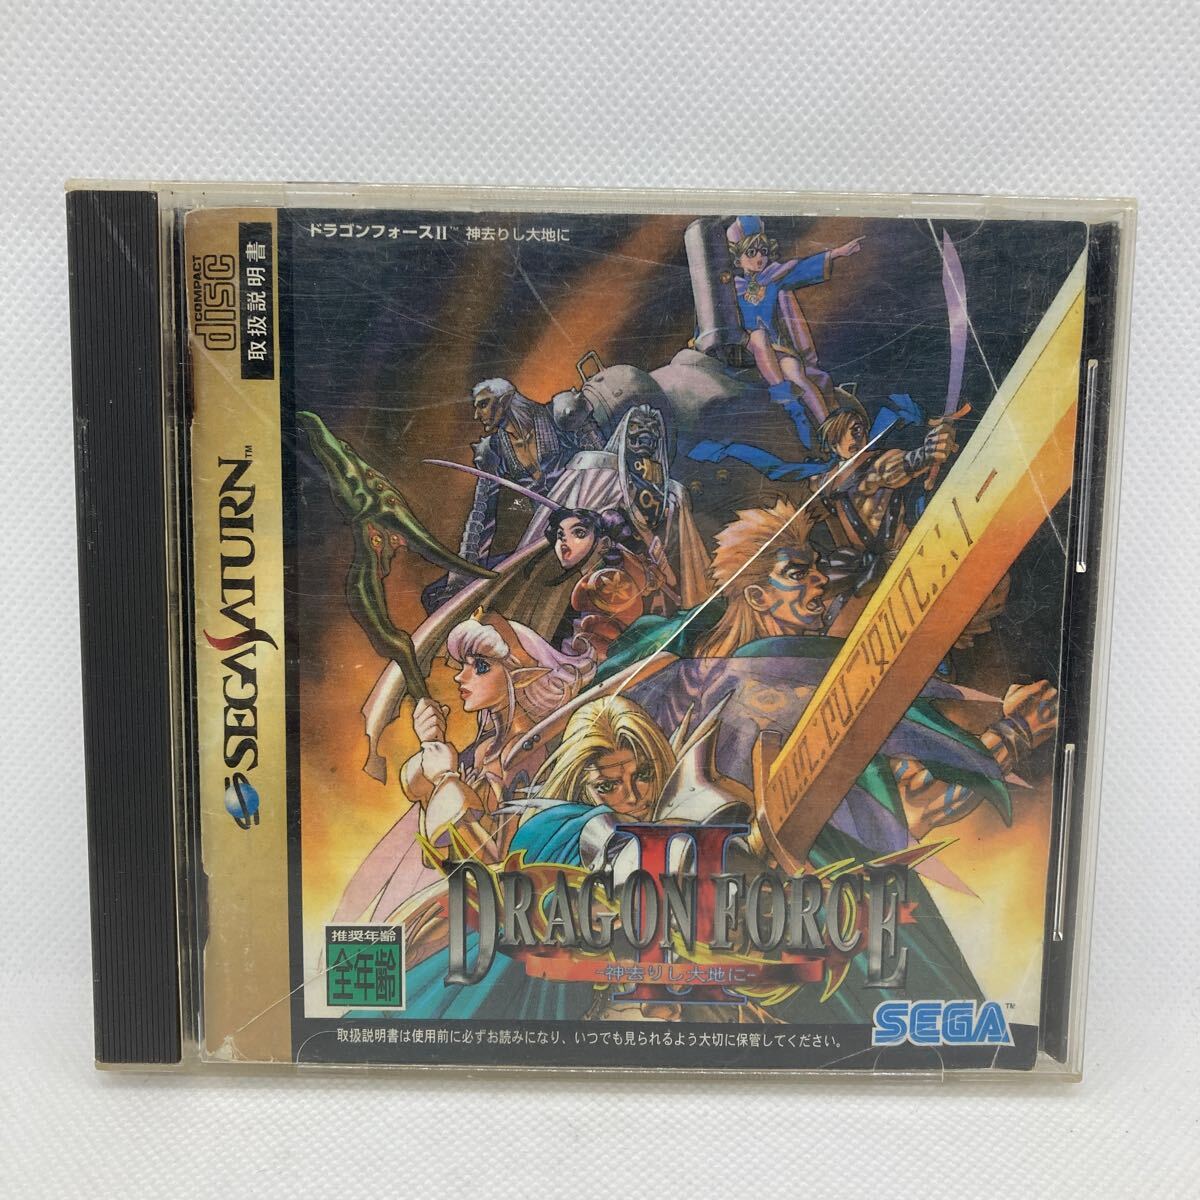 ドラゴンフォースII™ 神去りし大地に
COMPACT
disc
取扱説明書
SEGA SATURN™
DRAGON FORCE
II
-神去りし大地に-
推奨年齢
全年齢
SEGA™
取扱説明書は使用前に必ずお読みになり、いつでも見られるよう大切に保管してください。